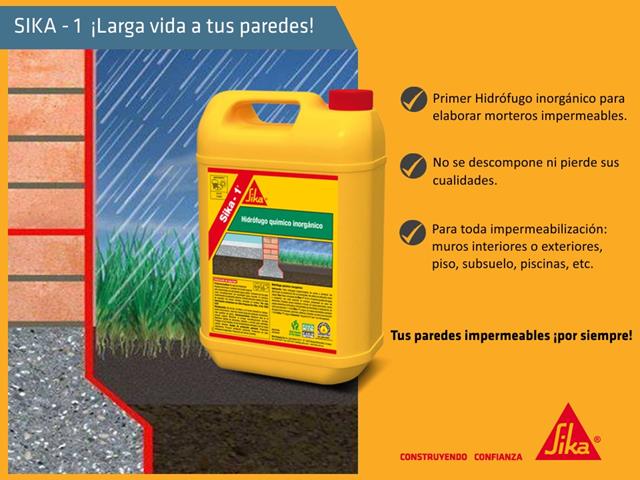 SIKA - 1 ¡Larga vida a tus paredes!
Primer Hidrófugo inorgánico para
elaborar morteros impermeables.
No se descompone ni pierde sus
cualidades.
Para toda impermeabilización:
muros interiores o exteriores,
piso, subsuelo, piscinas, etc.
Tus paredes impermeables ¡por siempre!
Sika - 1
Sika
Hidrófugo químico inorgánico
CONSTRUYENDO CONFIANZA
Sika®